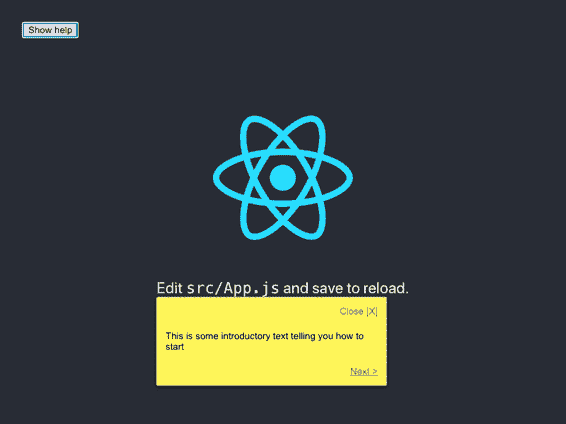 Show help
Edit src/App.js and save to reload.
Close [X]
This is some introductory text telling you how to
start
Next >